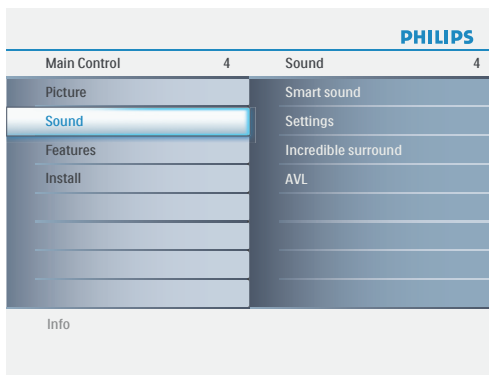 PHILIPS
Main Control 4 Sound 4
Picture Smart sound
Sound Settings
Features Incredible surround
Install AVL
Info